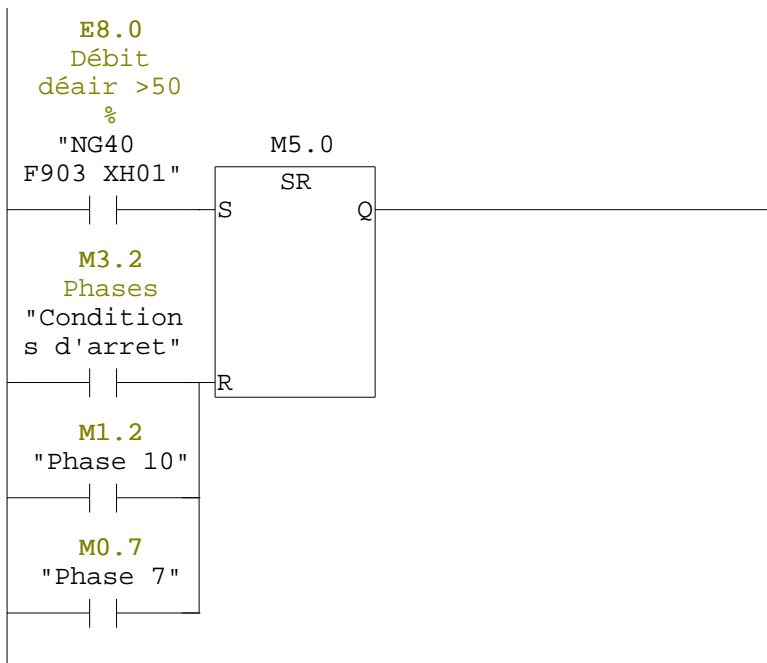 E8.0
Débit
déair >50
%
"NG40
F903 XH01"
M5.0
SR
S
Q
M3.2
Phases
"Condition
s d'arret"
R
M1.2
"Phase 10"
M0.7
"Phase 7"